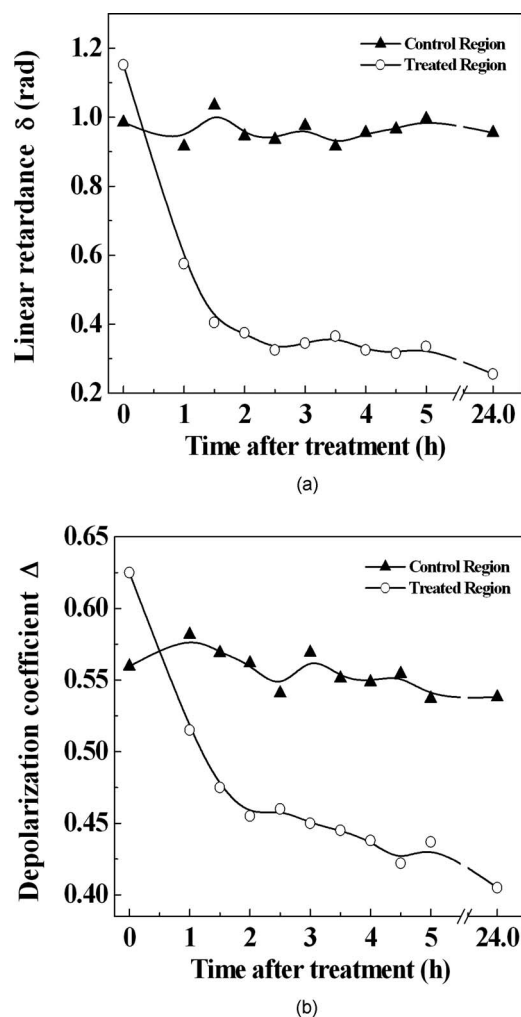 1.2
1.0
0.8
0.6
0.4
0.2
Linear retardance δ (rad)
Control Region
Treated Region
0 1 2 3 4 5 24.0
Time after treatment (h)
(a)
0.65
0.60
0.55
0.50
0.45
0.40
Depolarization coefficient Δ
Control Region
Treated Region
0 1 2 3 4 5 24.0
Time after treatment (h)
(b)